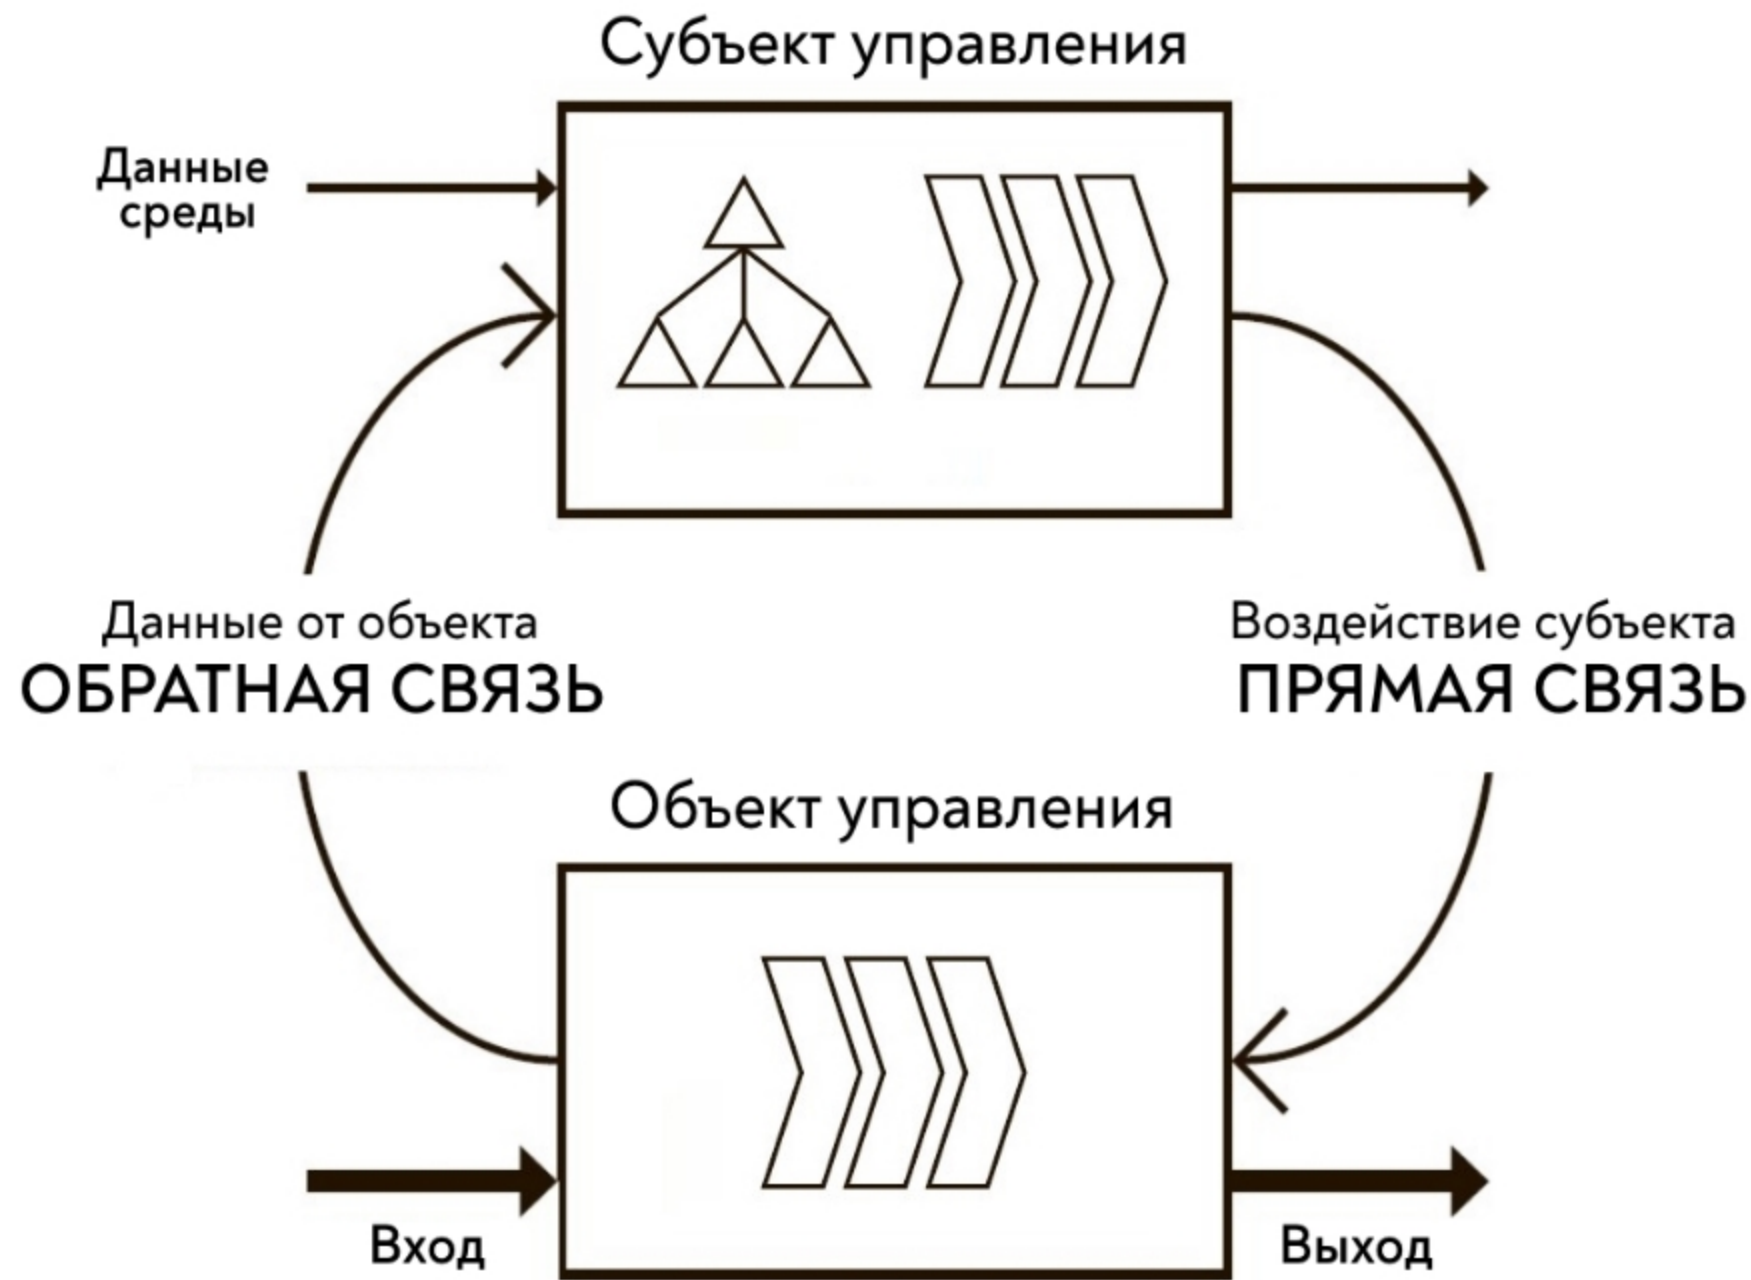 Субъект управления
Данные
среды
Данные от объекта
ОБРАТНАЯ СВЯЗЬ
Воздействие субъекта
ПРЯМАЯ СВЯЗЬ
Объект управления
Вход
Выход